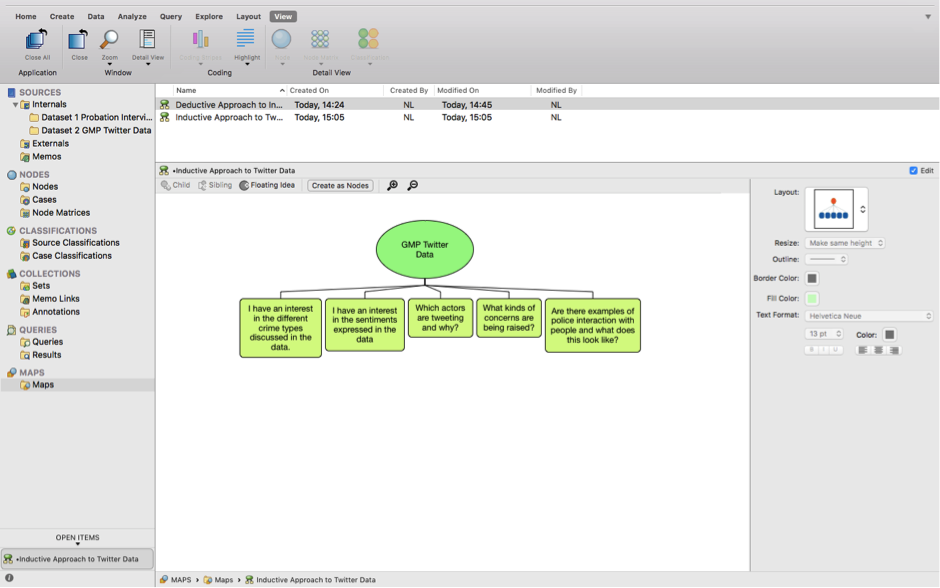 Home Create Data Analyze Query Explore Layout View
Close All Close Zoom Detail View Coding Stripes Highlight Node Node Matrix Classification
Application Window Coding Detail View
SOURCES
Internals
Dataset 1 Probation Intervi...
Dataset 2 GMP Twitter Data
Externals
Memos
NODES
Nodes
Cases
Node Matrices
CLASSIFICATIONS
Source Classifications
Case Classifications
COLLECTIONS
Sets
Memo Links
Annotations
QUERIES
Queries
Results
MAPS
Maps
OPEN ITEMS
•Inductive Approach to Twitter Data
Name Created On Created By Modified On Modified By
Deductive Approach to In... Today, 14:24 NL Today, 14:45 NL
Inductive Approach to Tw... Today, 15:05 NL Today, 15:05 NL
•Inductive Approach to Twitter Data Edit
Child Sibling Floating Idea Create as Nodes
GMP Twitter
Data
I have an interest
in the different
crime types
discussed in the
data.
I have an interest
in the sentiments
expressed in the
data
Which actors
are tweeting
and why?
What kinds of
concerns are
being raised?
Are there examples of
police interaction with
people and what does
this look like?
Layout:
Resize: Make same height
Outline:
Border Color:
Fill Color:
Text Format: Helvetica Neue
13 pt Color:
B I U
MAPS › Maps › Inductive Approach to Twitter Data